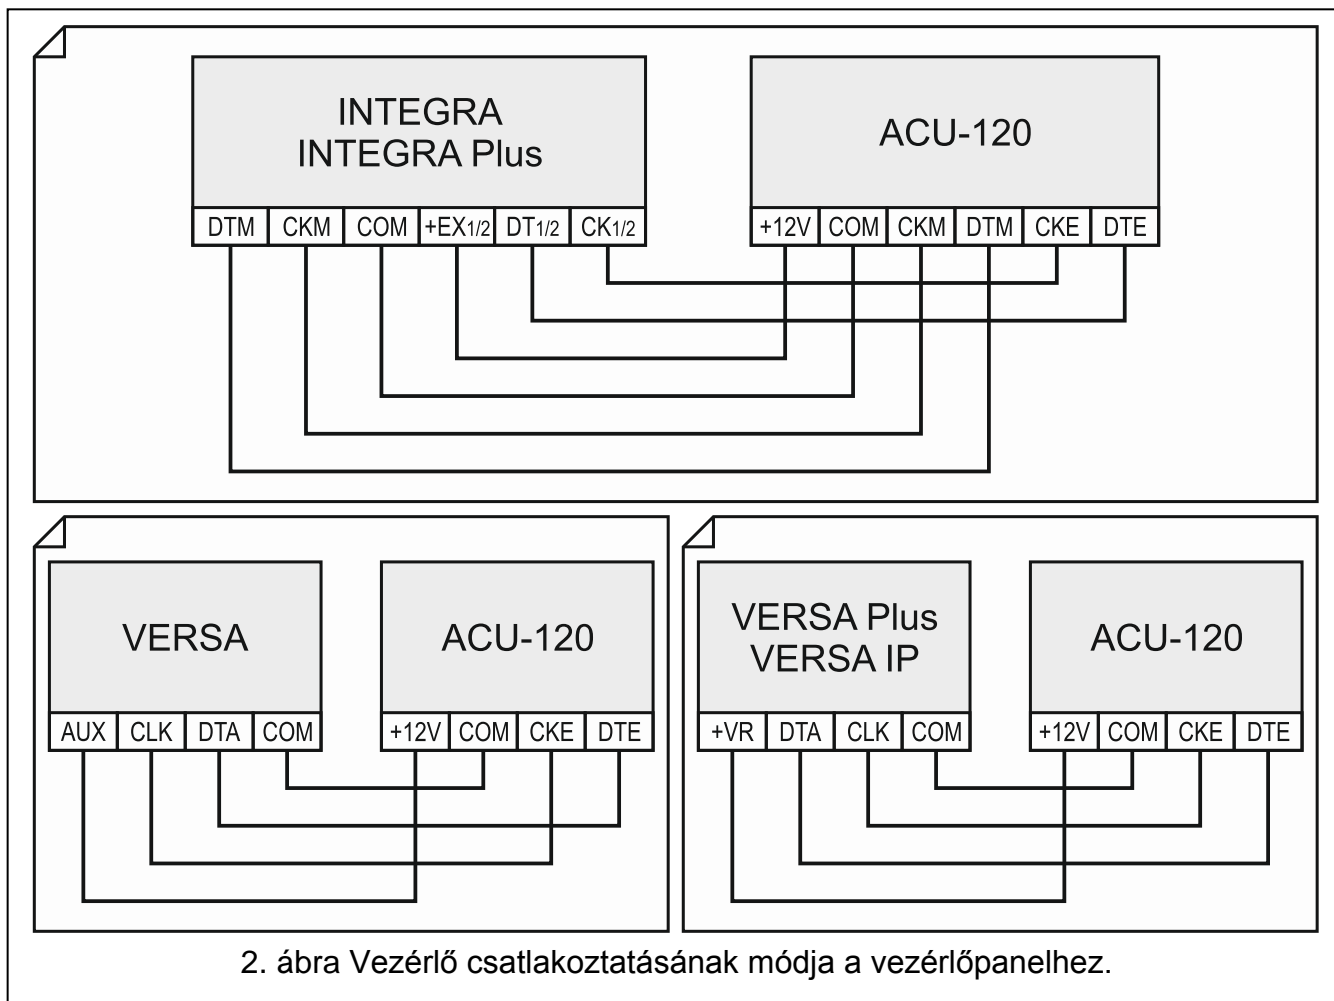 INTEGRA
INTEGRA Plus
ACU-120
DTM CKM COM +EX1/2 DT1/2 CK1/2
+12V COM CKM DTM CKE DTE
VERSA
ACU-120
AUX CLK DTA COM
+12V COM CKE DTE
VERSA Plus
VERSA IP
ACU-120
+VR DTA CLK COM
+12V COM CKE DTE
2. ábra Vezérlő csatlakoztatásának módja a vezérlőpanelhez.